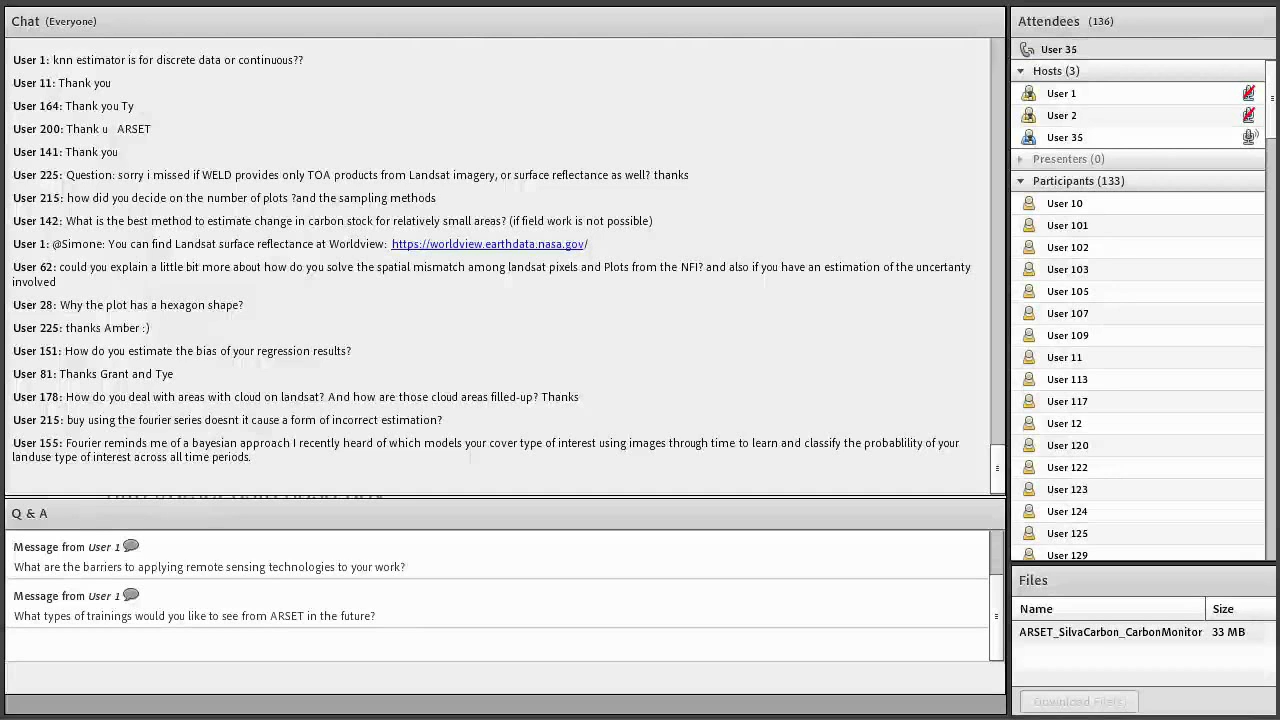 Chat (Everyone)
User 1: knn estimator is for discrete data or continuous??
User 11: Thank you
User 164: Thank you Ty
User 200: Thank u ARSET
User 141: Thank you
User 225: Question: sorry i missed if WELD provides only TOA products from Landsat imagery, or surface reflectance as well? thanks
User 215: how did you decide on the number of plots ?and the sampling methods
User 142: What is the best method to estimate change in carbon stock for relatively small areas? (if field work is not possible)
User 1: @Simone: You can find Landsat surface reflectance at Worldview: https://worldview.earthdata.nasa.gov/
User 62: could you explain a little bit more about how do you solve the spatial mismatch among landsat pixels and Plots from the NFI? and also if you have an estimation of the uncertanty
involved
User 28: Why the plot has a hexagon shape?
User 225: thanks Amber :)
User 151: How do you estimate the bias of your regression results?
User 81: Thanks Grant and Tye
User 178: How do you deal with areas with cloud on landsat? And how are those cloud areas filled-up? Thanks
User 215: buy using the fourier series doesnt it cause a form of incorrect estimation?
User 155: Fourier reminds me of a bayesian approach I recently heard of which models your cover type of interest using images through time to learn and classify the probablility of your
landuse type of interest across all time periods.
Q & A
Message from User 1
What are the barriers to applying remote sensing technologies to your work?
Message from User 1
What types of trainings would you like to see from ARSET in the future?
Attendees (136)
User 35
Hosts (3)
User 1
User 2
User 35
Presenters (0)
Participants (133)
User 10
User 101
User 102
User 103
User 105
User 107
User 109
User 11
User 113
User 117
User 12
User 120
User 122
User 123
User 124
User 125
User 129
Files
Name Size
ARSET_SilvaCarbon_CarbonMonitor 33 MB
Download File(s)